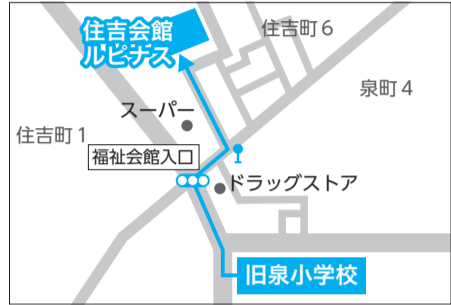 住吉会館
ルピナス
住吉町6
泉町4
スーパー
住吉町1
福祉会館入口
ドラッグストア
旧泉小学校